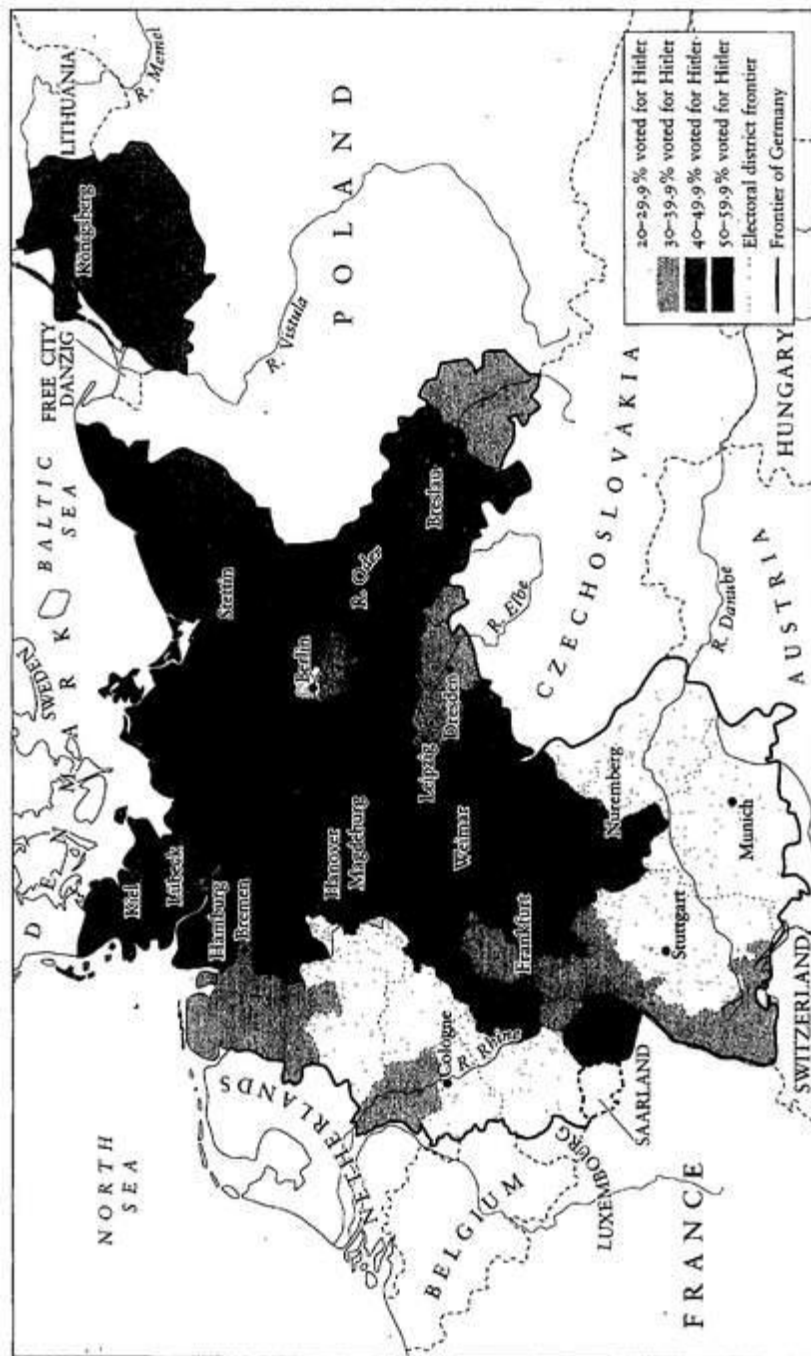 NORTH
SEA
DENMARK
SWEDEN
BALTIC
SEA
LITHUANIA
R. Memel
Königsberg
FREE CITY
DANZIG
Kiel
Lübeck
Hamburg
Bremen
Stettin
R. Vistula
POLAND
NETHERLANDS
Hanover
Magdeburg
Berlin
R. Oder
BELGIUM
Cologne
R. Rhine
Weimar
Leipzig
Dresden
Breslau
LUXEMBOURG
Frankfurt
R. Elbe
CZECHOSLOVAKIA
SAARLAND
Nuremberg
FRANCE
Stuttgart
Munich
R. Danube
SWITZERLAND
AUSTRIA
HUNGARY
20–29.9% voted for Hitler
30–39.9% voted for Hitler
40–49.9% voted for Hitler
50–59.9% voted for Hitler
Electoral district frontier
Frontier of Germany